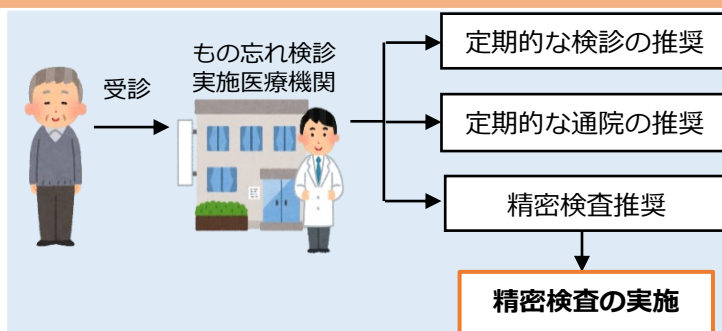 受診
もの忘れ検診
実施医療機関
定期的な検診の推奨
定期的な通院の推奨
精密検査推奨
精密検査の実施